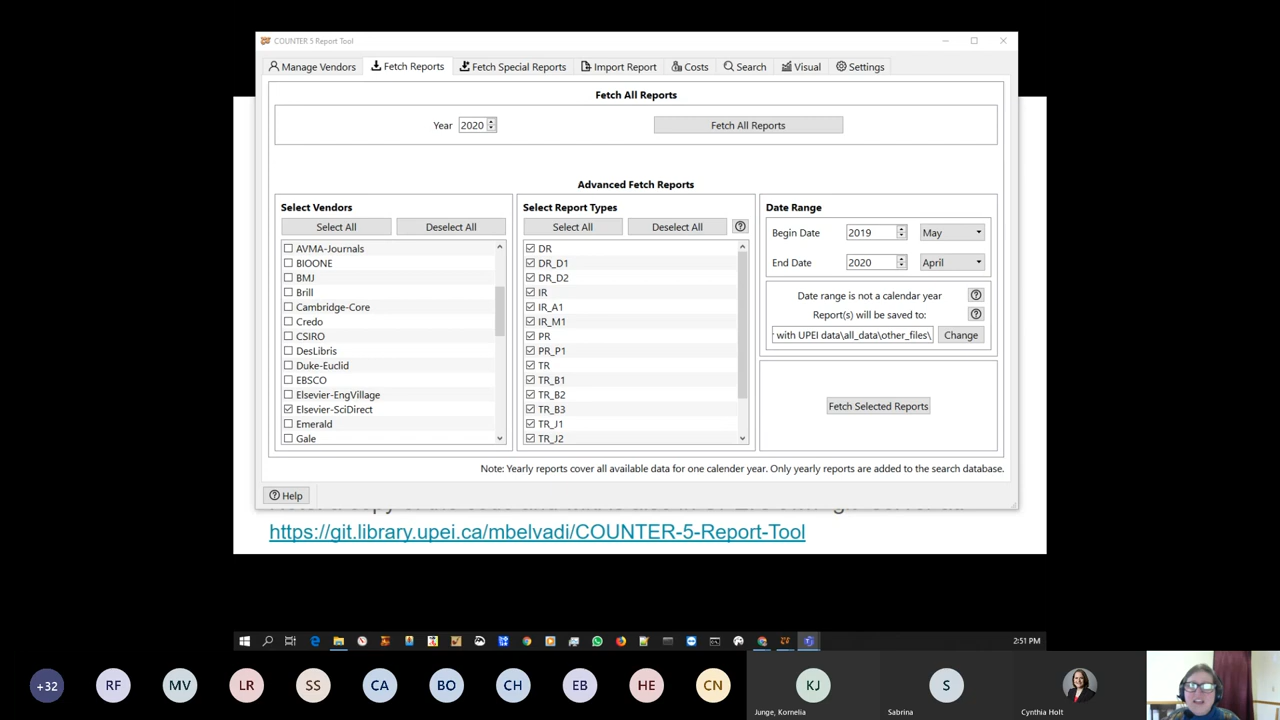 COUNTER 5 Report Tool
Manage Vendors Fetch Reports Fetch Special Reports Import Report Costs Search Visual Settings
Fetch All Reports
Year 2020 Fetch All Reports
Advanced Fetch Reports
Select Vendors
Select All Deselect All
AVMA-Journals
BIOONE
BMJ
Brill
Cambridge-Core
Credo
CSIRO
DesLibris
Duke-Euclid
EBSCO
Elsevier-EngVillage
Elsevier-SciDirect
Emerald
Gale
Select Report Types
Select All Deselect All
DR
DR_D1
DR_D2
IR
IR_A1
IR_M1
PR
PR_P1
TR
TR_B1
TR_B2
TR_B3
TR_J1
TR_J2
Date Range
Begin Date 2019 May
End Date 2020 April
Date range is not a calendar year
Report(s) will be saved to:
with UPEI data\all_data\other_files\ Change
Fetch Selected Reports
Note: Yearly reports cover all available data for one calender year. Only yearly reports are added to the search database.
Help
https://git.library.upei.ca/mbelvadi/COUNTER-5-Report-Tool
2:51 PM
+32 RF MV LR SS CA BO CH EB HE CN KJ S
Junge, Kornelia Sabrina Cynthia Holt